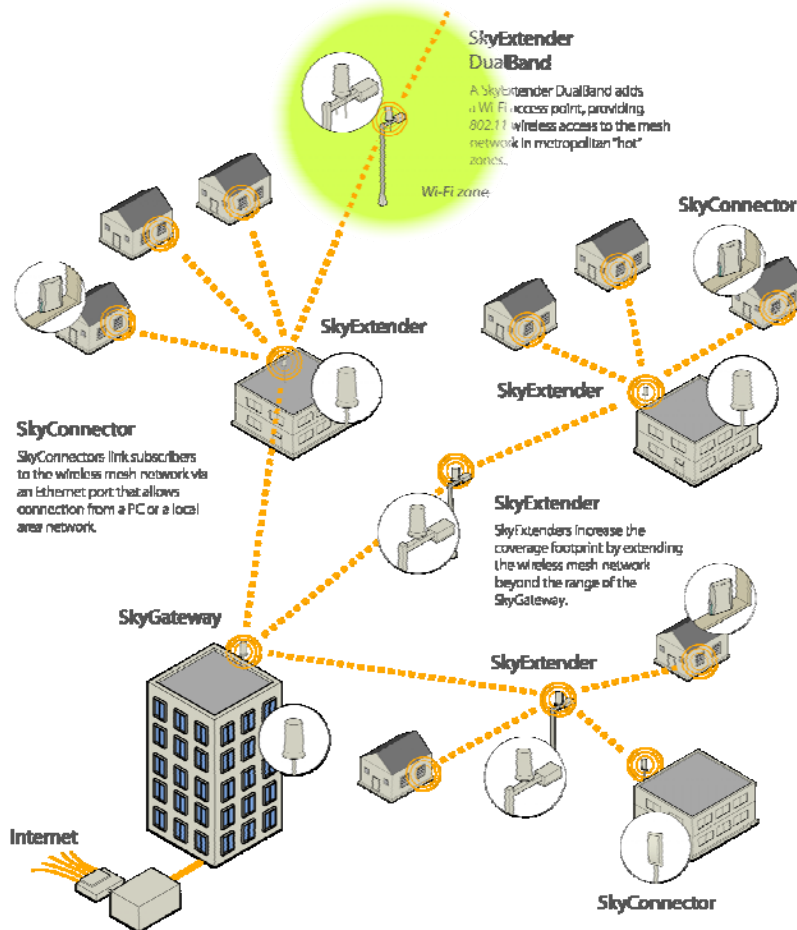 SkyExtender
DualBand
A SkyExtender DualBand adds
a Wi-Fi access point, providing
802.11 wireless access to the mesh
network in metropolitan "hot"
zones.
Wi-Fi zone
SkyConnector
SkyExtender
SkyExtender
SkyConnector
SkyConnectors link subscribers
to the wireless mesh network via
an Ethernet port that allows
connection from a PC or a local
area network.
SkyExtender
SkyExtenders increase the
coverage footprint by extending
the wireless mesh network
beyond the range of the
SkyGateway.
SkyGateway
SkyExtender
Internet
SkyConnector